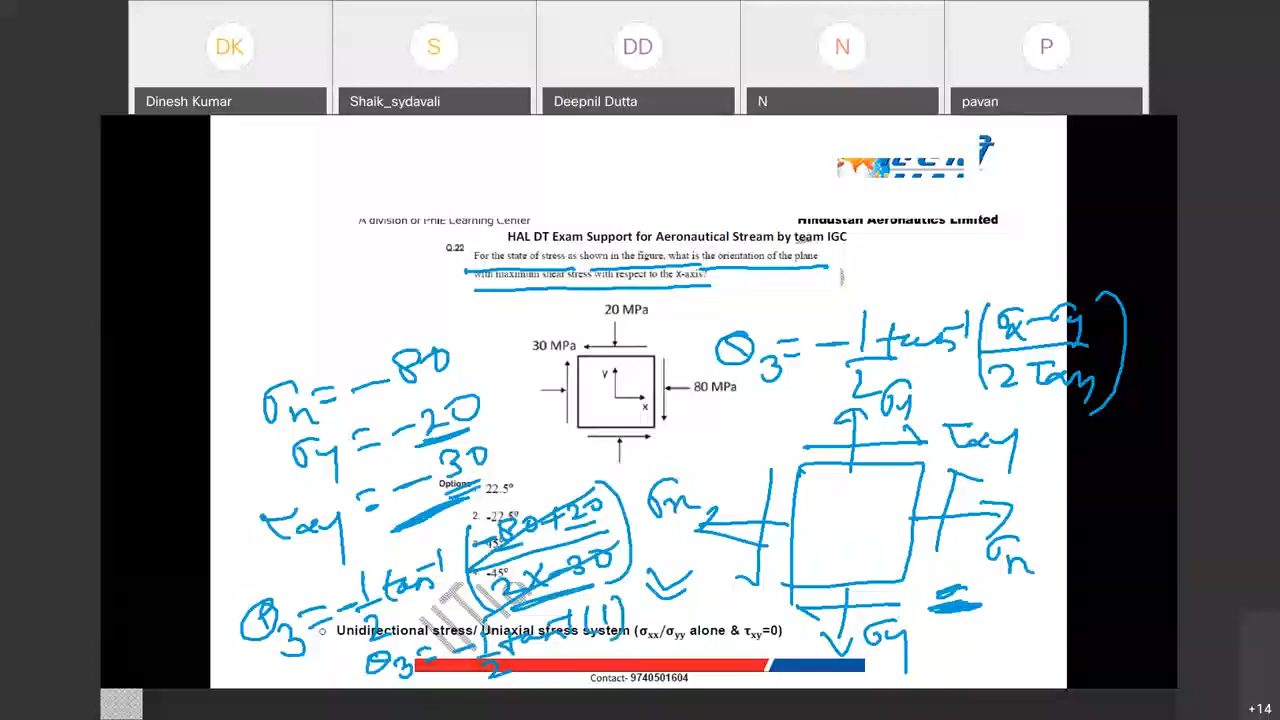 DK S DD N P
Dinesh Kumar Shaik_sydavali Deepnil Dutta N pavan
A division of PHIE Learning Center
Hindustan Aeronautics Limited
HAL DT Exam Support for Aeronautical Stream by team IGC
Q.22 For the state of stress as shown in the figure, what is the orientation of the plane
with maximum shear stress with respect to the X-axis?
20 MPa
30 MPa
y
x
80 MPa
Options
22.5°
2. -22.5°
45°
-45°
σx = -80
σy = -20
τxy = -30
θ3 = -1/2 tan-1 (-80+20 / 2x-30)
θ3 = -1/2 tan-1 (1)
θ3 = -1/2 tan-1 (σx-σy / 2 τxy)
σy
τxy
σx
σx
σy
○ Unidirectional stress/ Uniaxial stress system (σxx/σyy alone & τxy=0)
Contact- 9740501604
+14